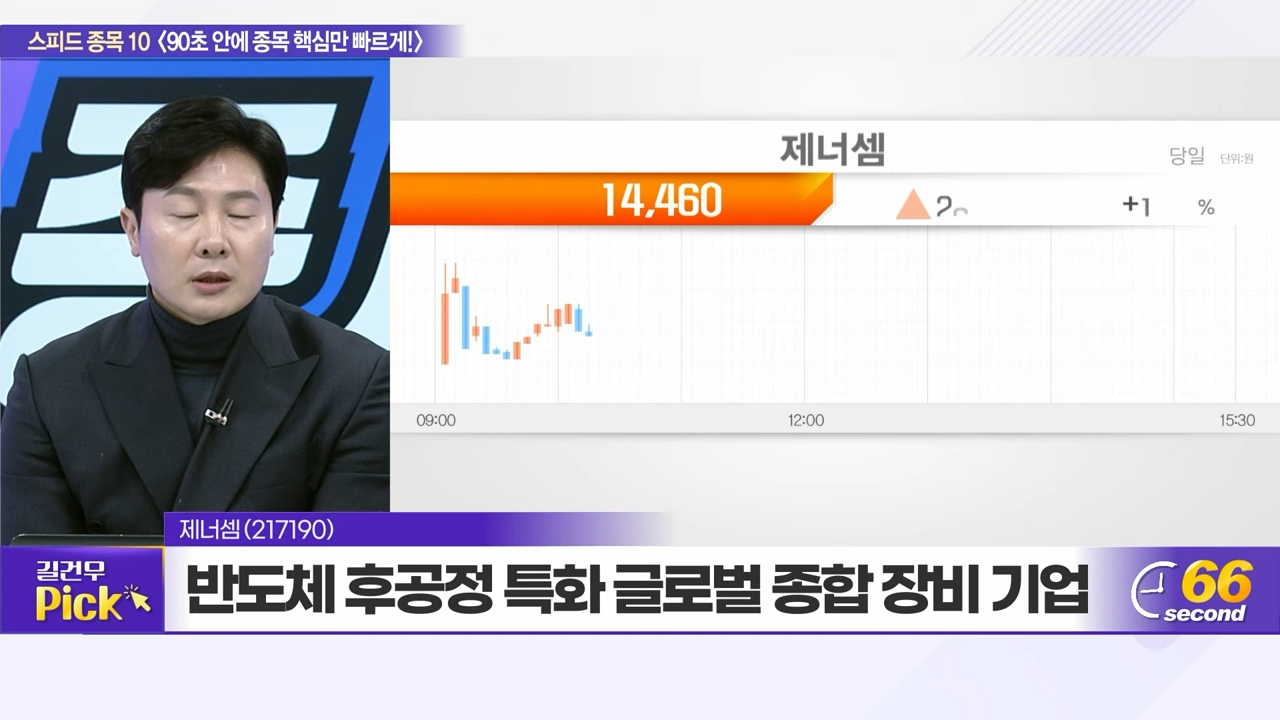 스피드 종목 10 〈90초 안에 종목 핵심만 빠르게!〉
제너셈
당일 단위:원
14,460
▲
+1 %
09:00 12:00 15:30
제너셈(217190)
길건무
Pick
반도체 후공정 특화 글로벌 종합 장비 기업
66
second